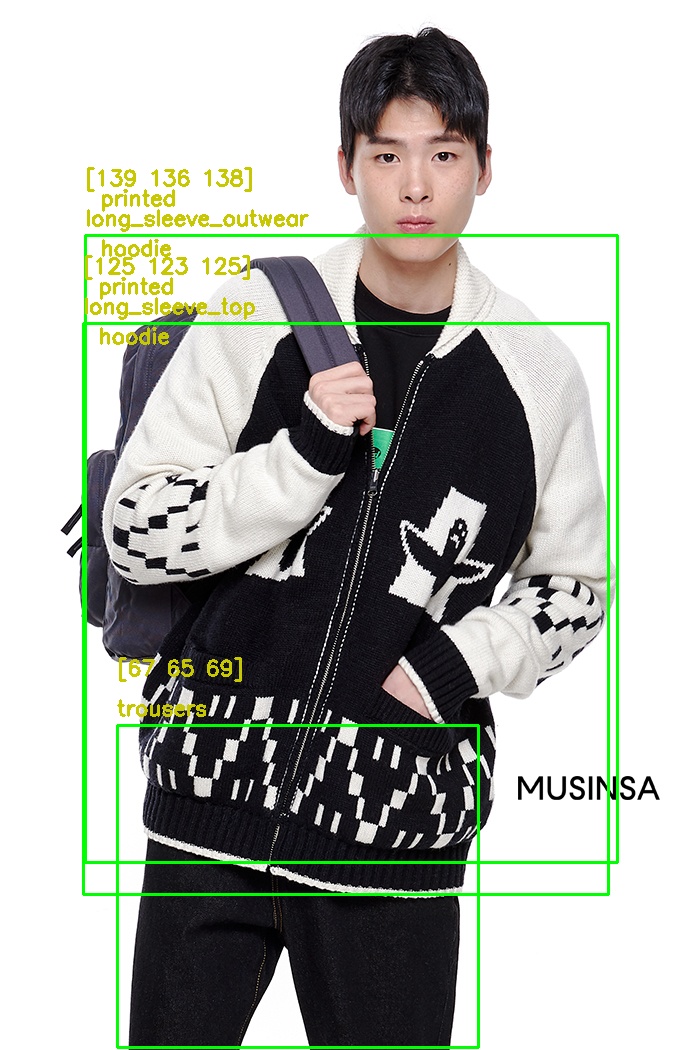 [139 136 138]
printed
long_sleeve_outwear
hoodie
[125 123 125]
printed
long_sleeve_top
hoodie
[67 65 69]
trousers
MUSINSA